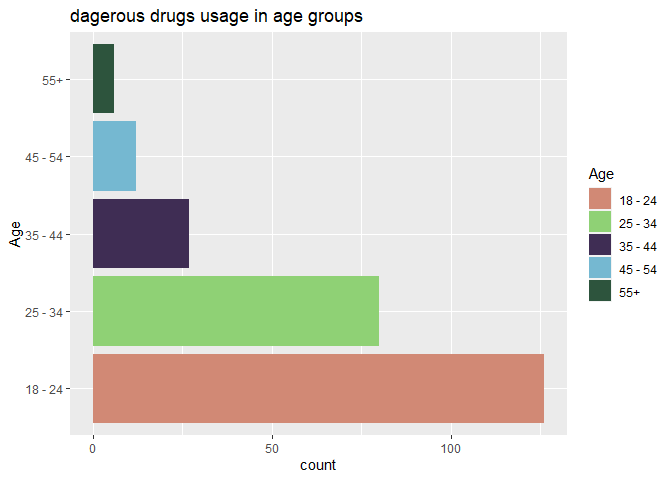 dagerous drugs usage in age groups
55+
45 - 54
35 - 44
25 - 34
18 - 24
Age
0
50
100
count
Age
18 - 24
25 - 34
35 - 44
45 - 54
55+